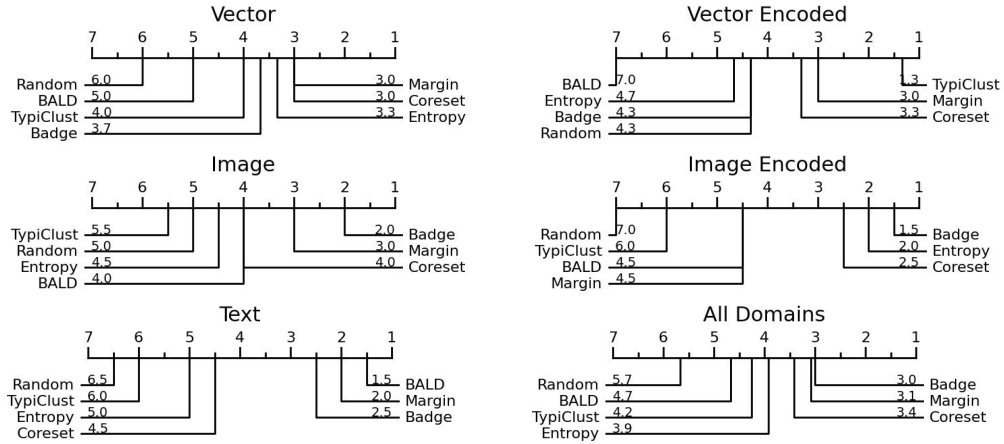 Vector
7 6 5 4 3 2 1
Random 6.0 3.0 Margin
BALD 5.0 3.0 Coreset
TypiClust 4.0 3.3 Entropy
Badge 3.7
Vector Encoded
7 6 5 4 3 2 1
BALD 7.0 1.3 TypiClust
Entropy 4.7 3.0 Margin
Badge 4.3 3.3 Coreset
Random 4.3
Image
7 6 5 4 3 2 1
TypiClust 5.5 2.0 Badge
Random 5.0 3.0 Margin
Entropy 4.5 4.0 Coreset
BALD 4.0
Image Encoded
7 6 5 4 3 2 1
Random 7.0 1.5 Badge
TypiClust 6.0 2.0 Entropy
BALD 4.5 2.5 Coreset
Margin 4.5
Text
7 6 5 4 3 2 1
Random 6.5 1.5 BALD
TypiClust 6.0 2.0 Margin
Entropy 5.0 2.5 Badge
Coreset 4.5
All Domains
7 6 5 4 3 2 1
Random 5.7 3.0 Badge
BALD 4.7 3.1 Margin
TypiClust 4.2 3.4 Coreset
Entropy 3.9